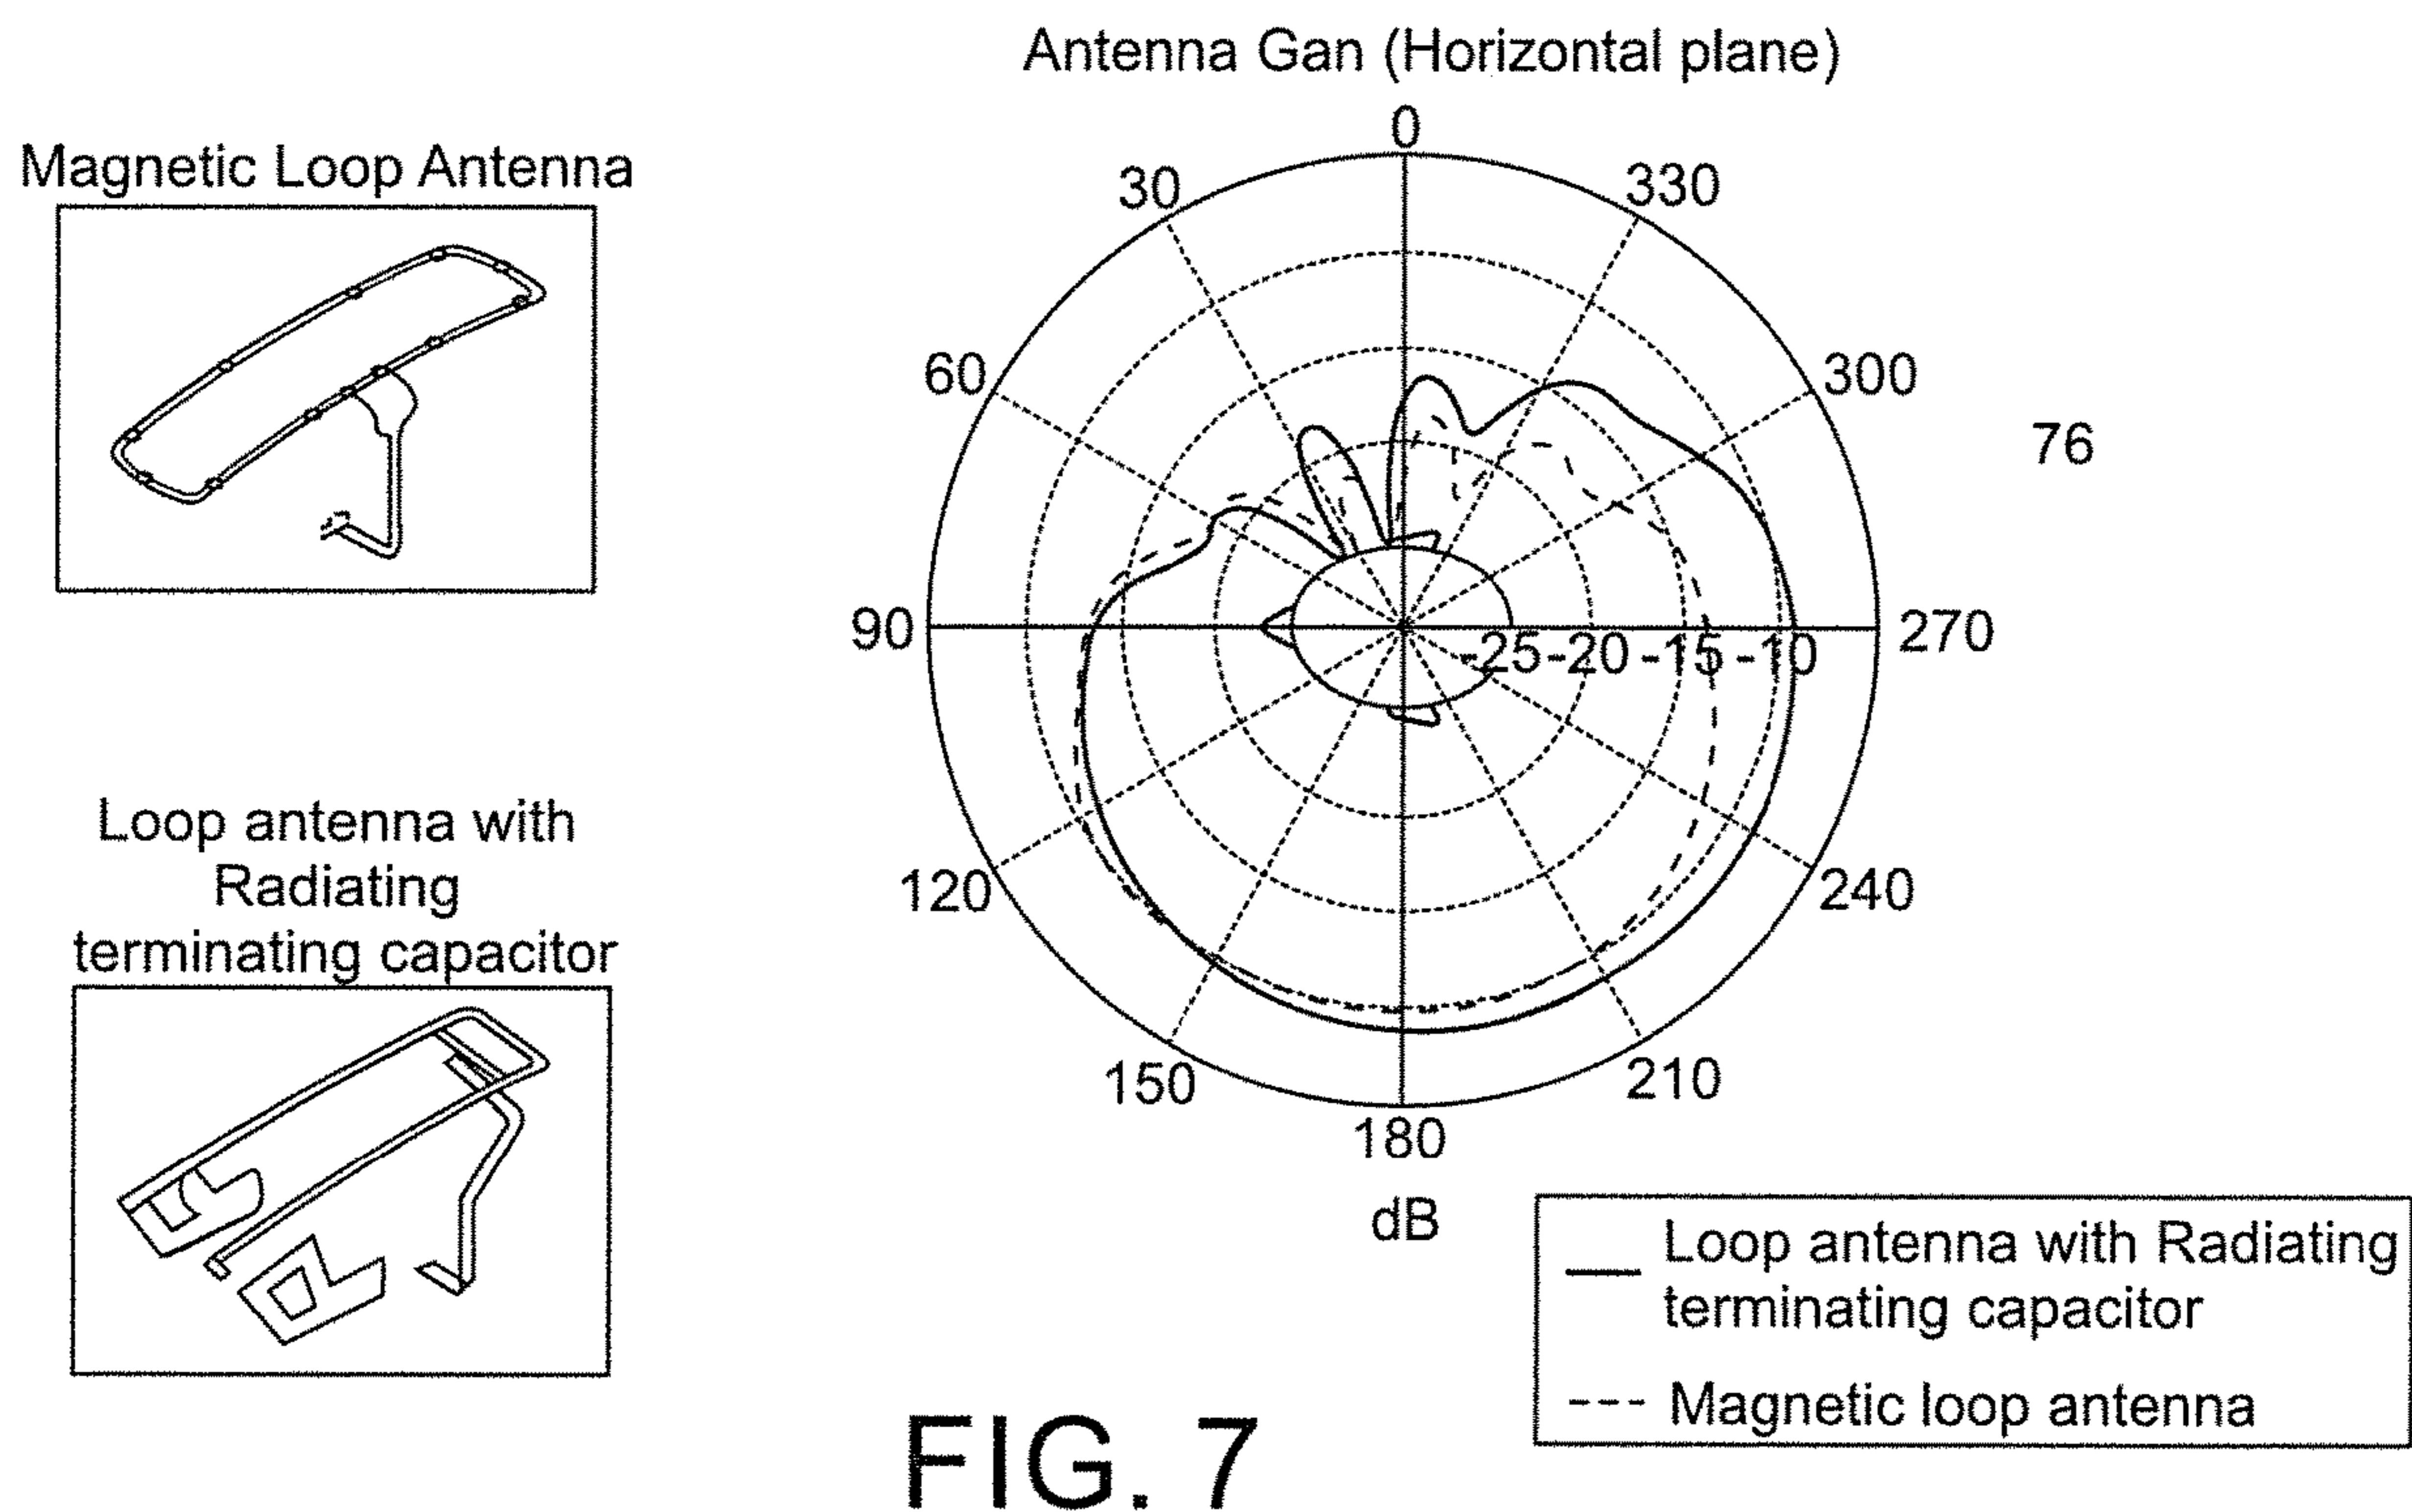 Antenna Gan (Horizontal plane)
Magnetic Loop Antenna
0
30
330
60
300
76
90
270
-25
-20
-15
-10
Loop antenna with
Radiating
terminating capacitor
120
240
150
210
180
dB
Loop antenna with Radiating
terminating capacitor
Magnetic loop antenna
FIG. 7